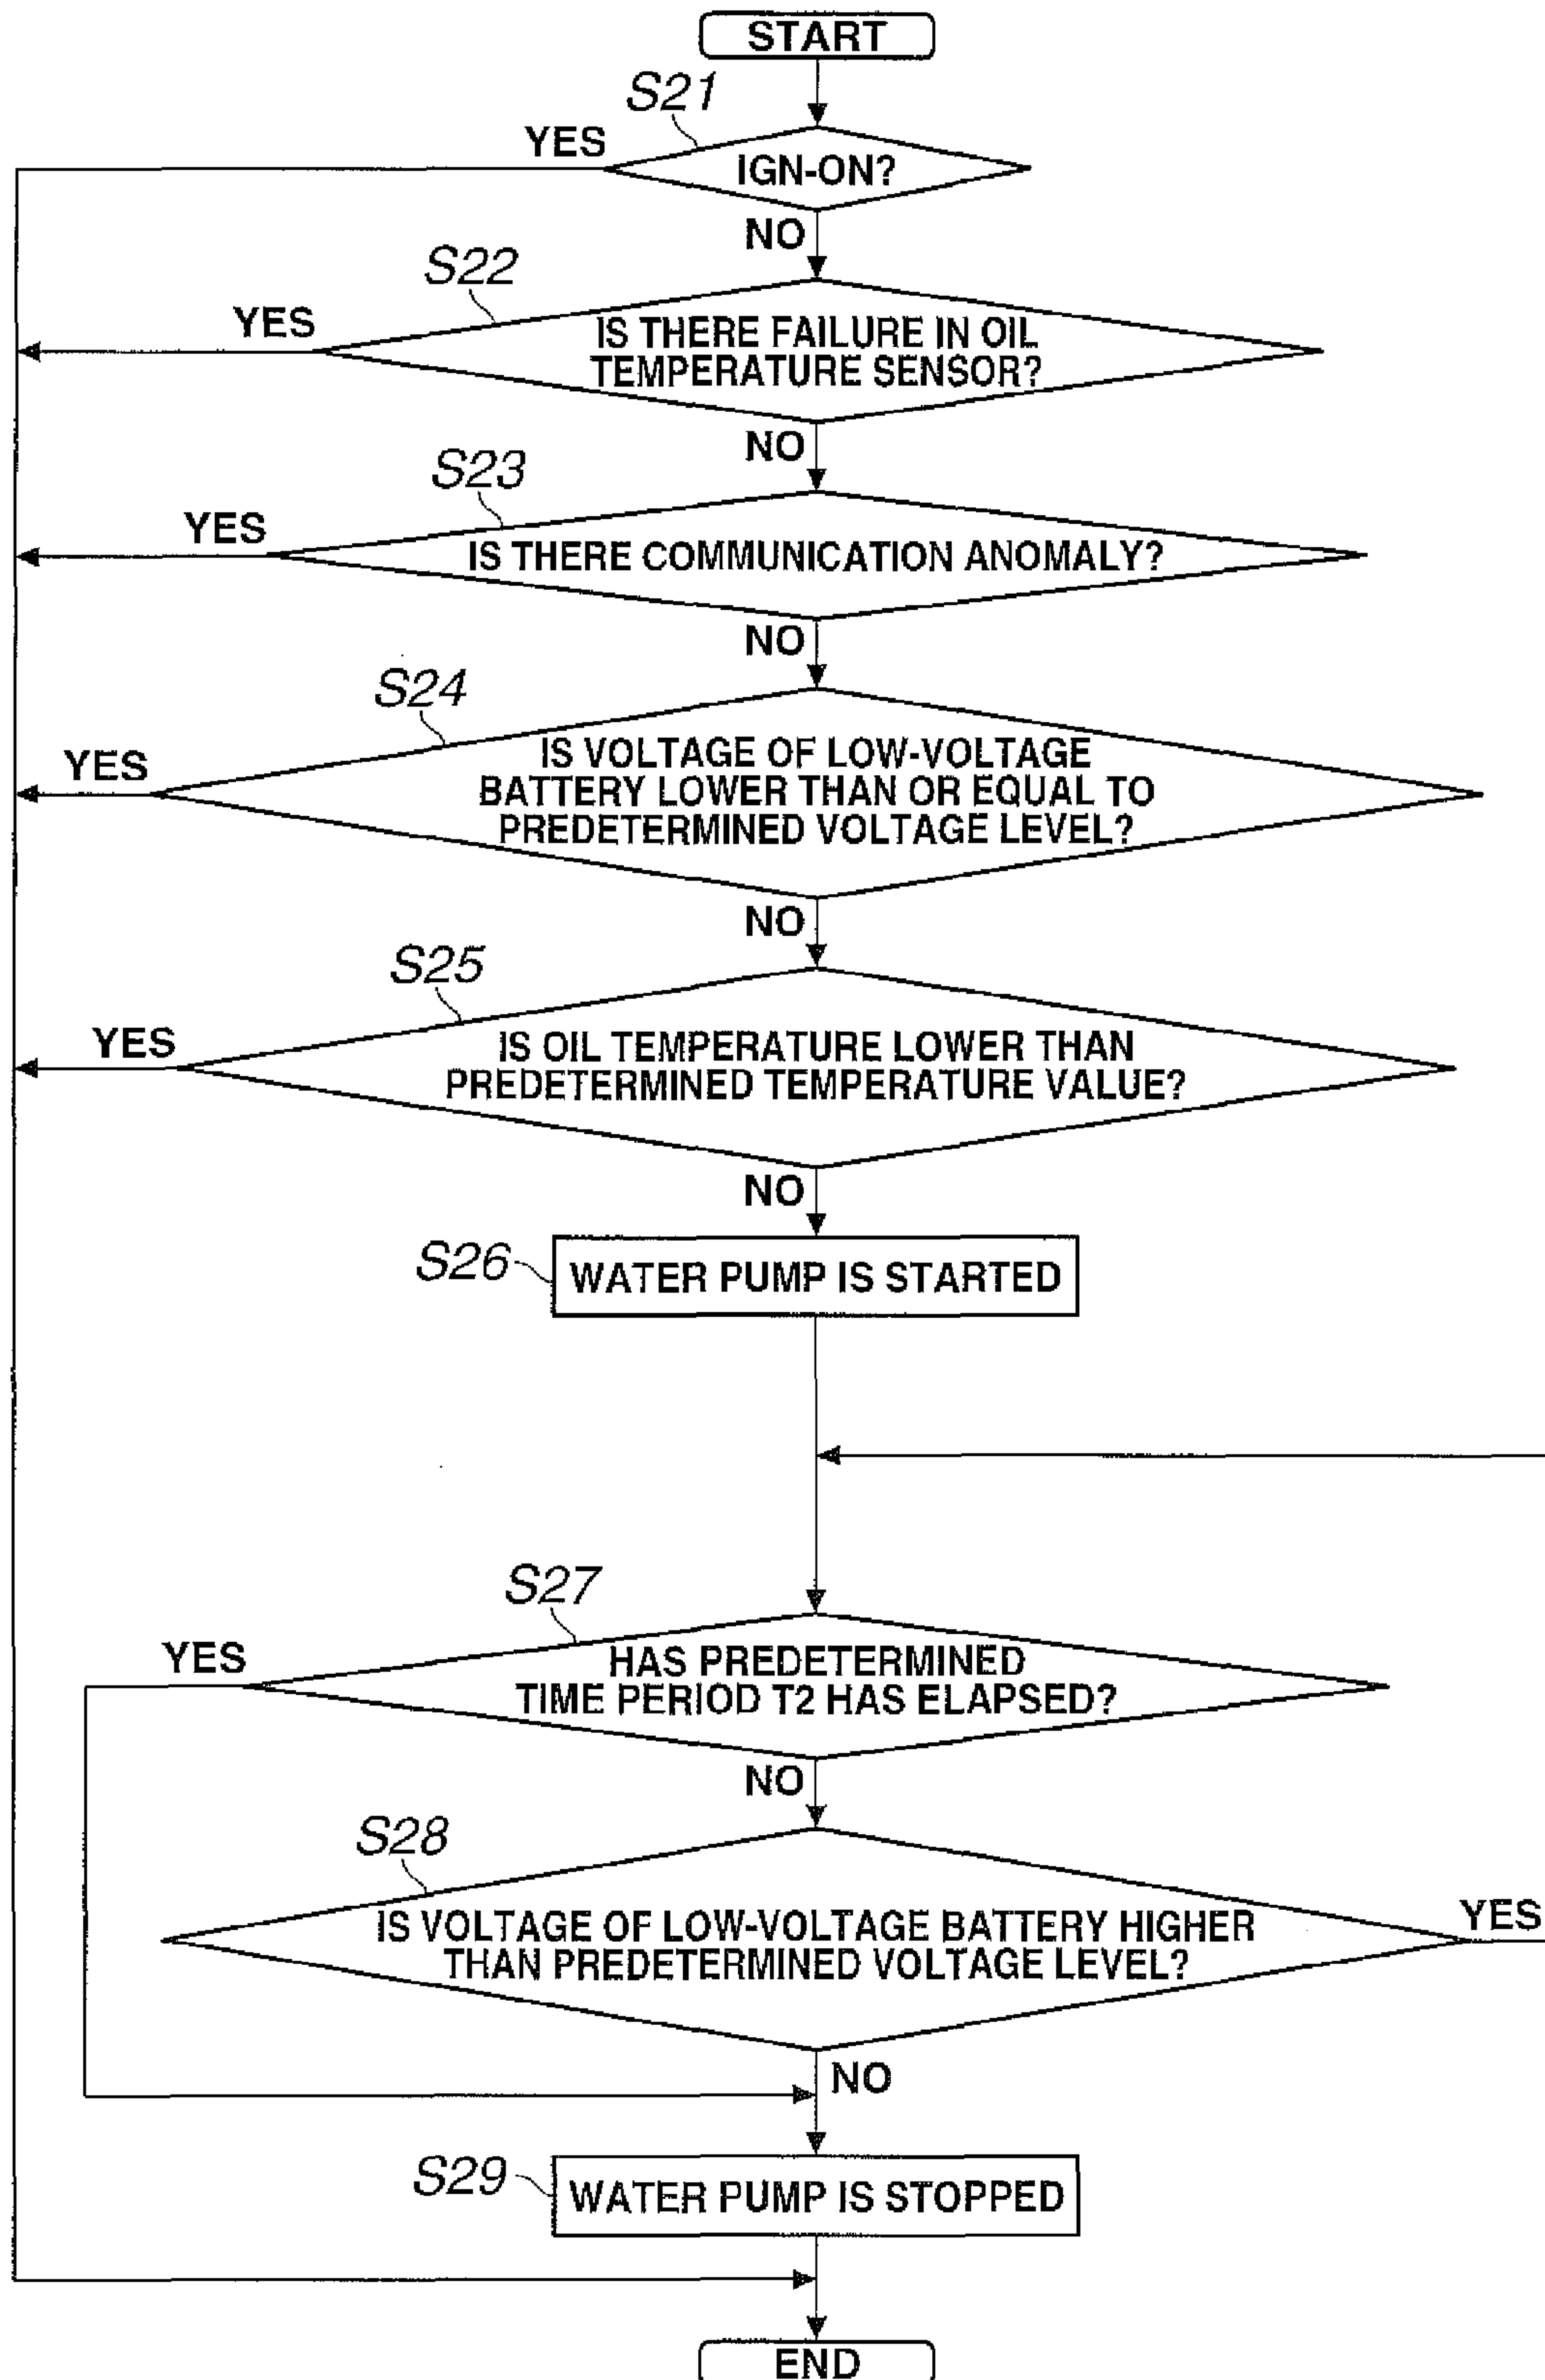 START
S21
YES
IGN-ON?
NO
S22
YES
IS THERE FAILURE IN OIL
TEMPERATURE SENSOR?
NO
S23
YES
IS THERE COMMUNICATION ANOMALY?
NO
S24
YES
IS VOLTAGE OF LOW-VOLTAGE
BATTERY LOWER THAN OR EQUAL TO
PREDETERMINED VOLTAGE LEVEL?
NO
S25
YES
IS OIL TEMPERATURE LOWER THAN
PREDETERMINED TEMPERATURE VALUE?
NO
S26
WATER PUMP IS STARTED
S27
YES
HAS PREDETERMINED
TIME PERIOD T2 HAS ELAPSED?
NO
S28
YES
IS VOLTAGE OF LOW-VOLTAGE BATTERY HIGHER
THAN PREDETERMINED VOLTAGE LEVEL?
NO
S29
WATER PUMP IS STOPPED
END